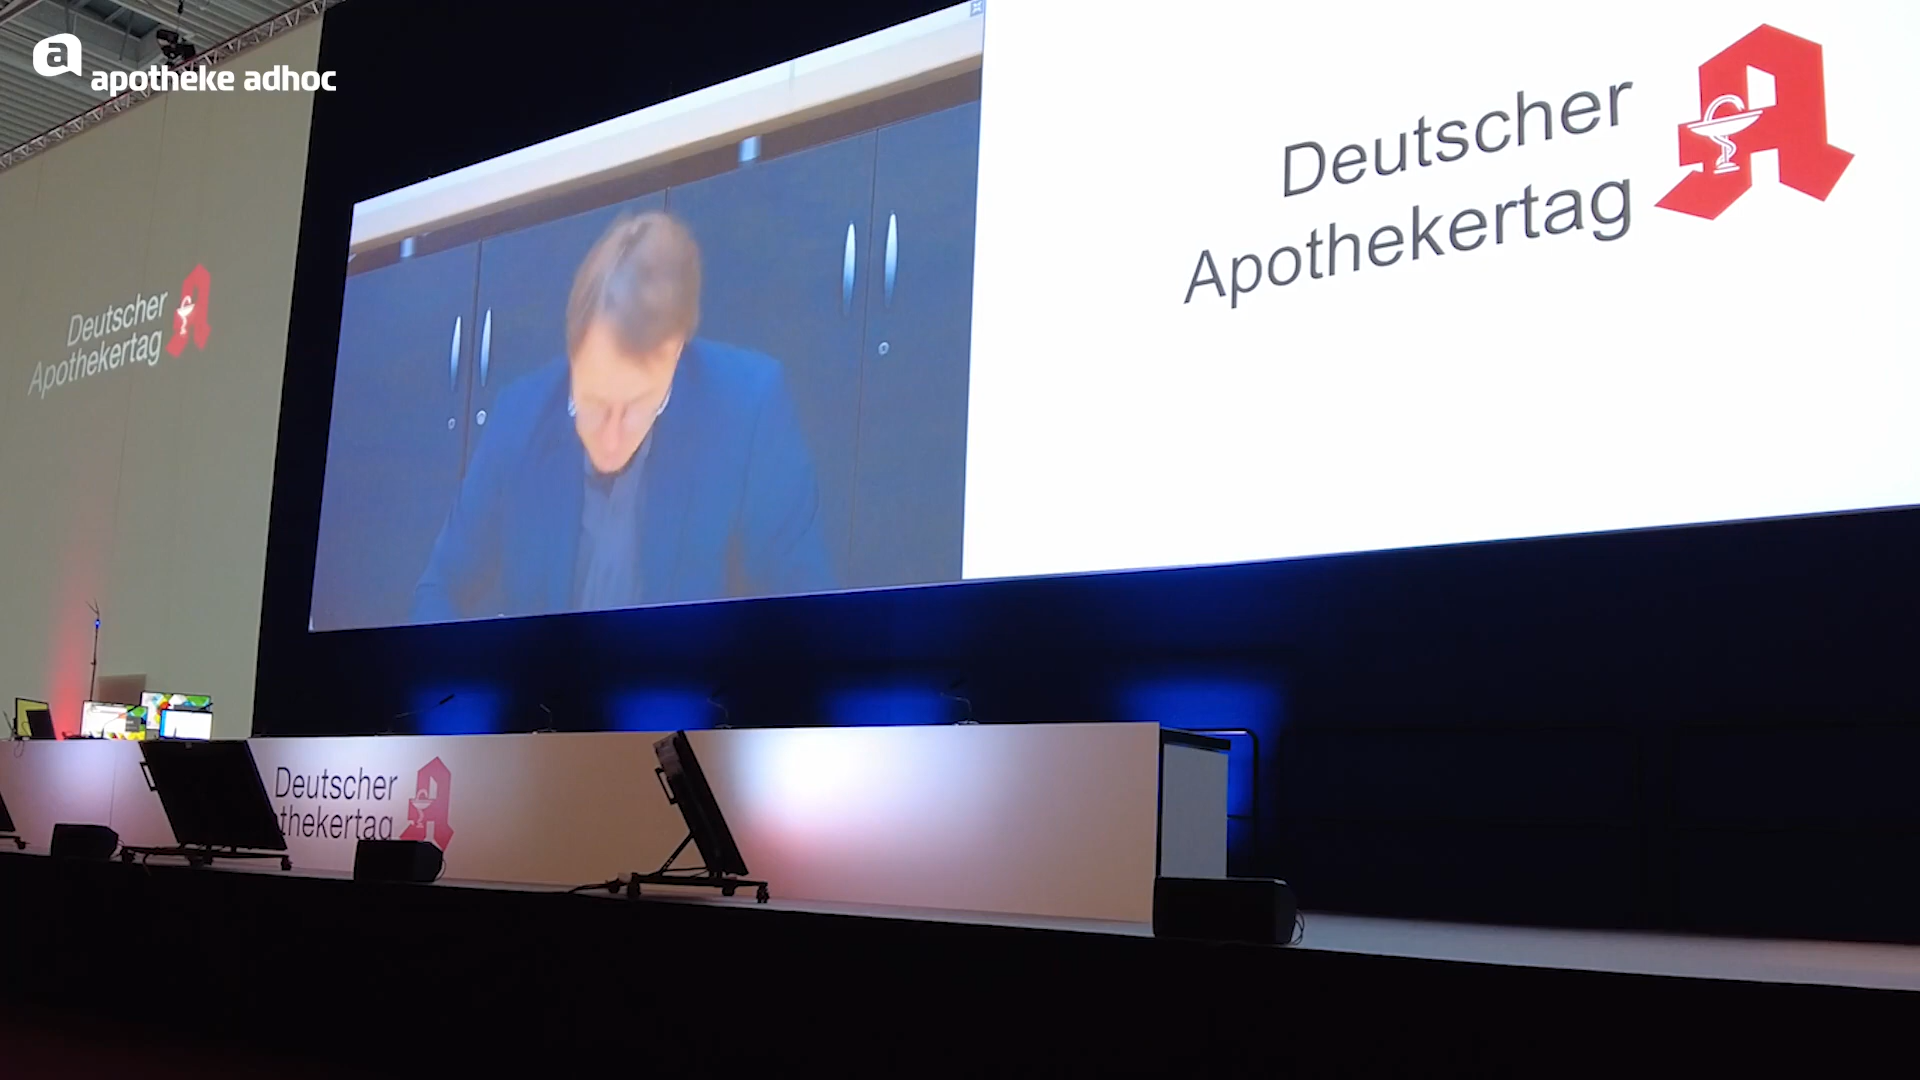 a
apotheke adhoc
Deutscher
Apothekertag
Deutscher
Apothekertag
Deutscher
thekertag